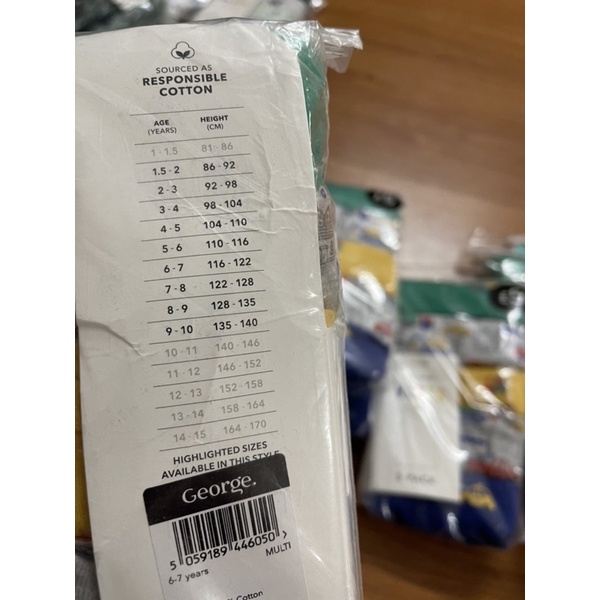 SOURCED AS
RESPONSIBLE
COTTON
AGE HEIGHT
(YEARS) (CM)
1 - 1.5 81 - 86
1.5 - 2 86 - 92
2 - 3 92 - 98
3 - 4 98 - 104
4 - 5 104 - 110
5 - 6 110 - 116
6 - 7 116 - 122
7 - 8 122 - 128
8 - 9 128 - 135
9 - 10 135 - 140
10 - 11 140 - 146
11 - 12 146 - 152
12 - 13 152 - 158
13 - 14 158 - 164
14 - 15 164 - 170
HIGHLIGHTED SIZES
AVAILABLE IN THIS STYLE
George.
5 059189 446050 >
MULTI
6-7 years
Cotton